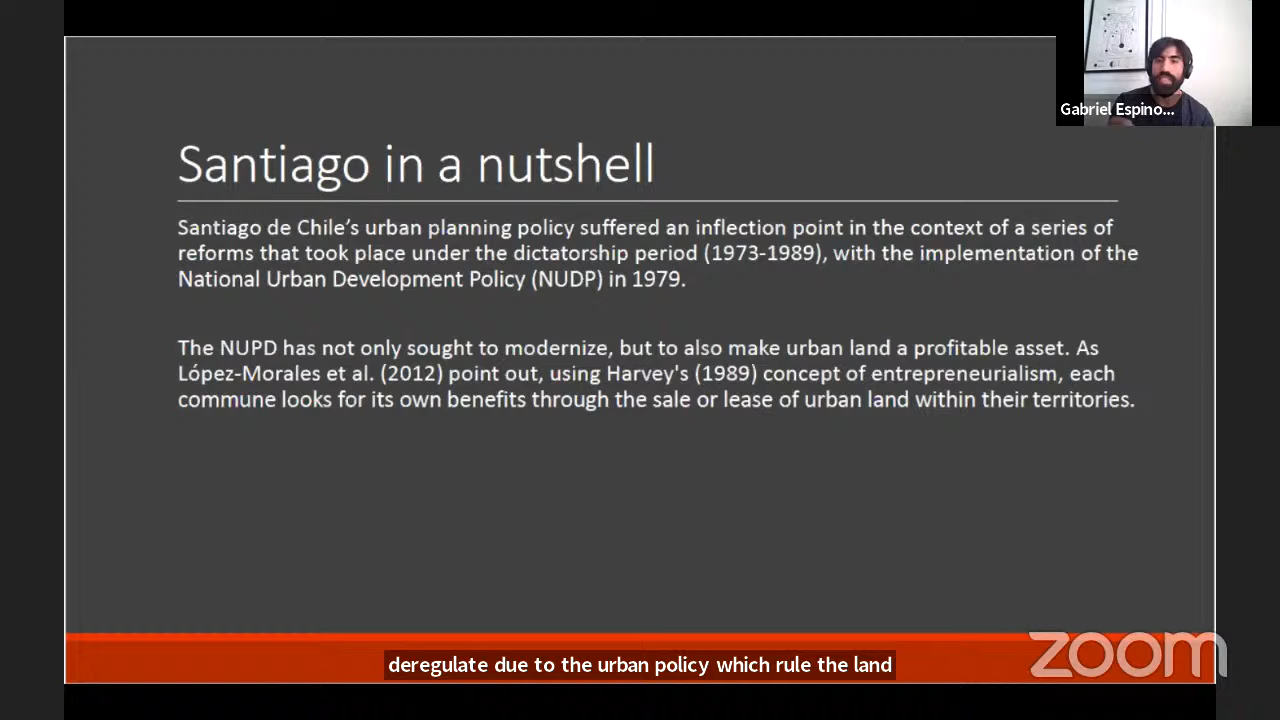 Gabriel Espino...
Santiago in a nutshell
Santiago de Chile’s urban planning policy suffered an inflection point in the context of a series of
reforms that took place under the dictatorship period (1973-1989), with the implementation of the
National Urban Development Policy (NUDP) in 1979.
The NUPD has not only sought to modernize, but to also make urban land a profitable asset. As
López-Morales et al. (2012) point out, using Harvey's (1989) concept of entrepreneurialism, each
commune looks for its own benefits through the sale or lease of urban land within their territories.
deregulate due to the urban policy which rule the land
zoom